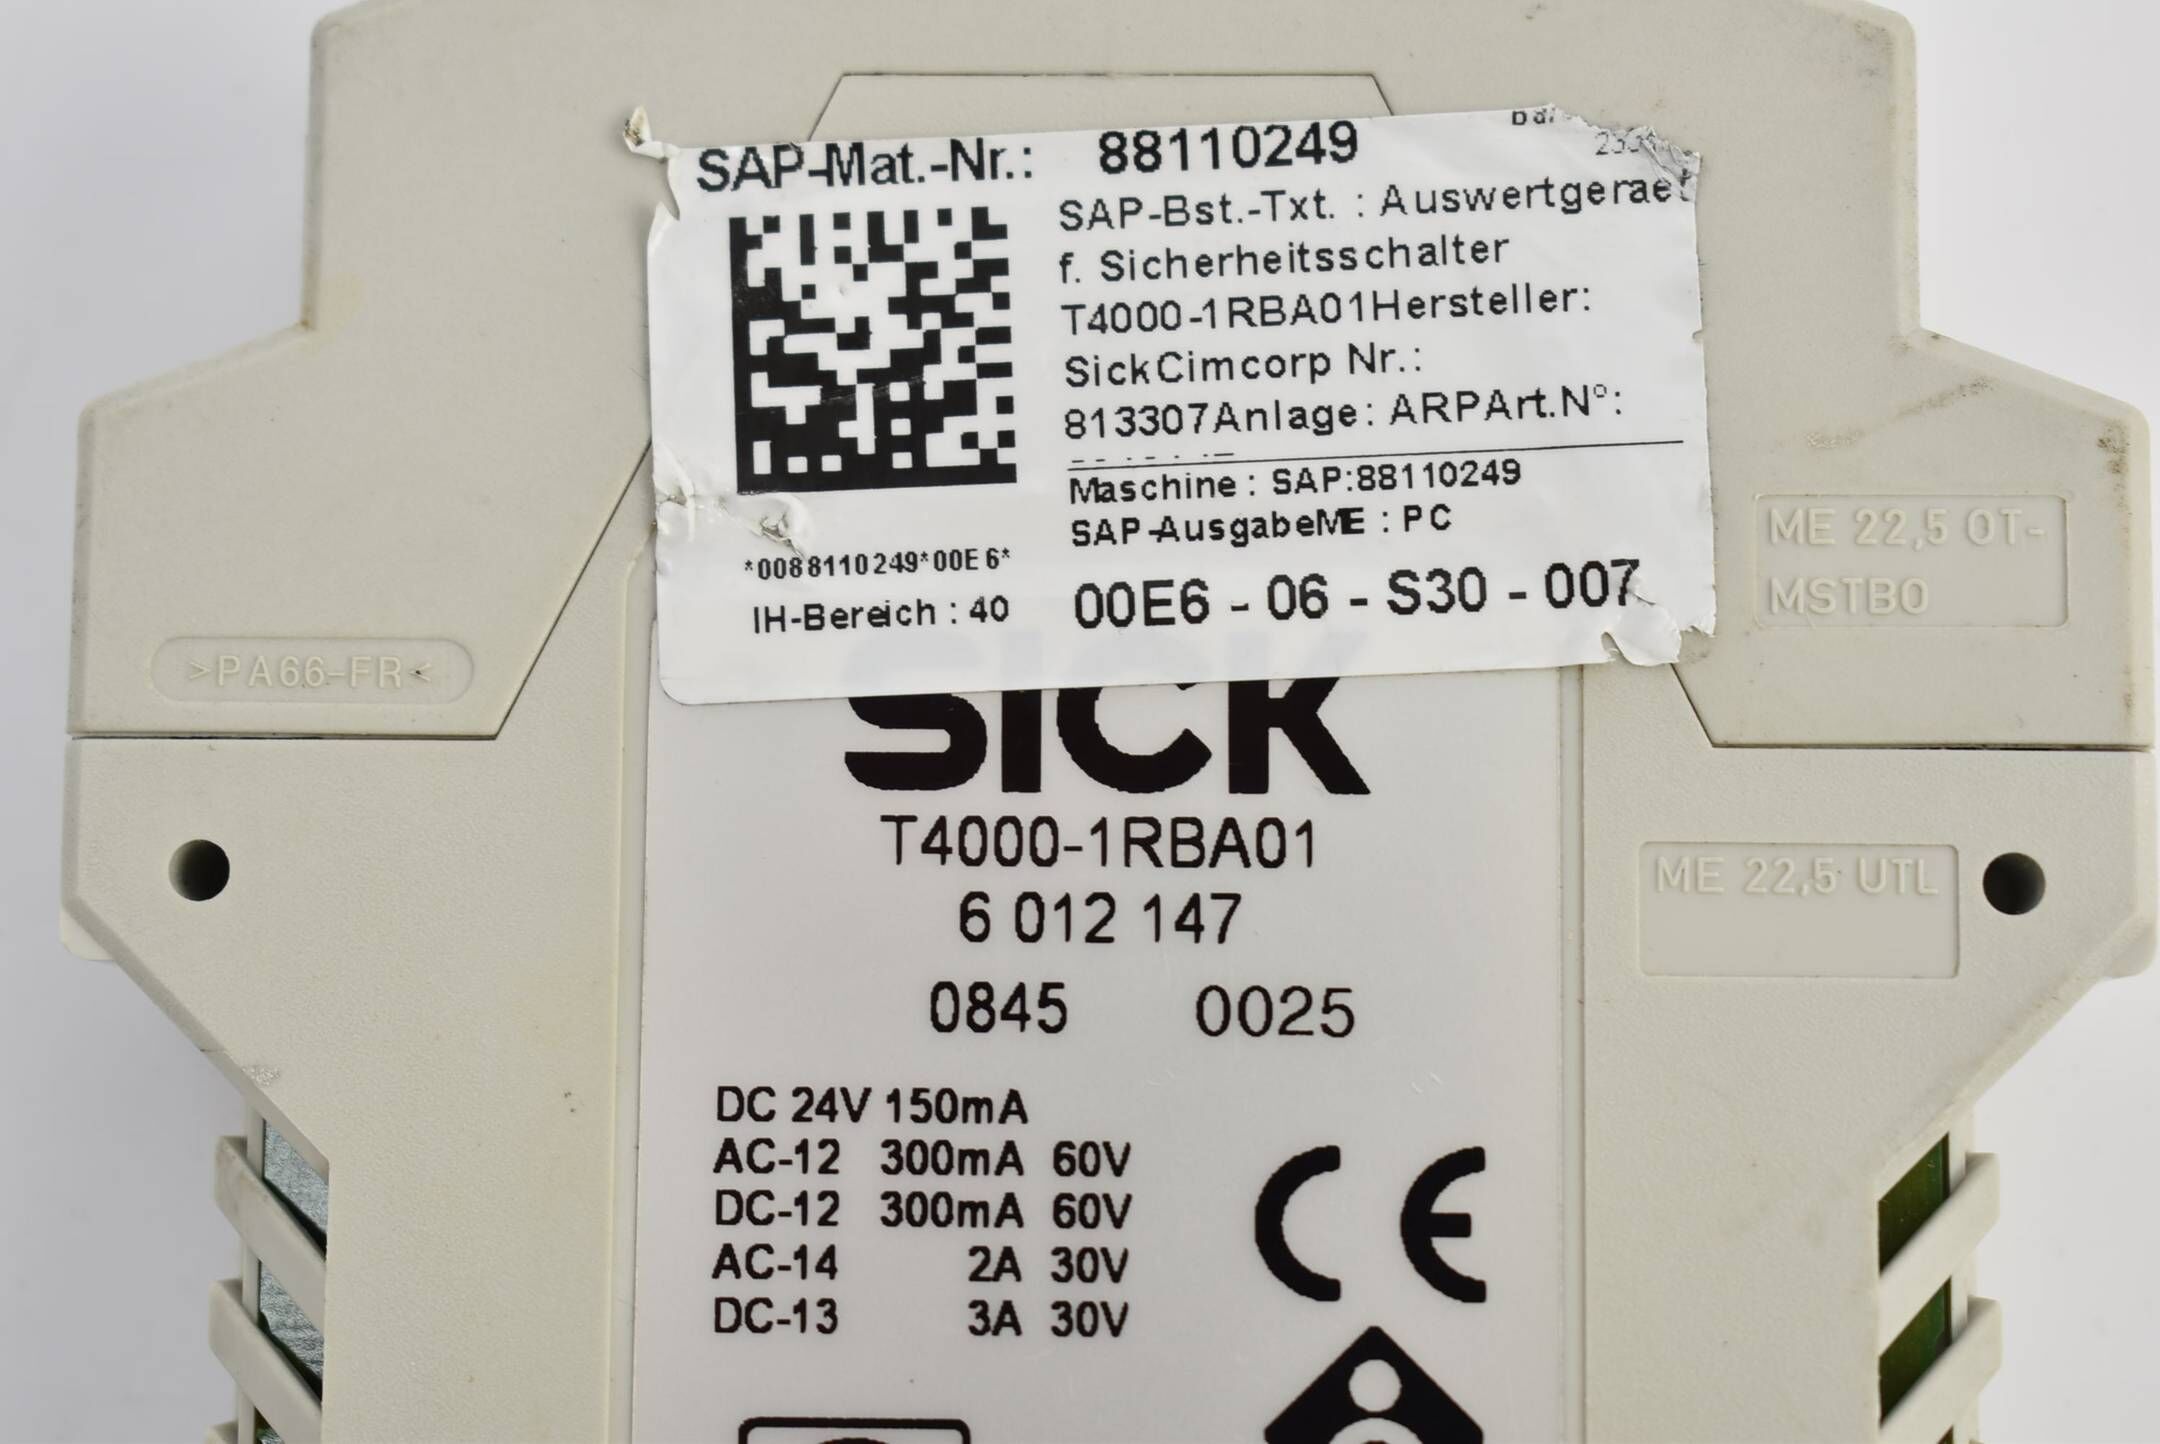 SAP-Mat.-Nr.: 88110249
SAP-Bst.-Txt. : Auswertgeraet
f. Sicherheitsschalter
T4000-1RBA01Hersteller:
SickCimcorp Nr.:
813307Anlage: ARPArt.N°:
Maschine : SAP:88110249
SAP-AusgabeME : PC
*0088110249*00E6*
IH-Bereich : 40
00E6 - 06 - S30 - 007
ME 22,5 OT-
MSTBO
>PA66-FR<
SICK
T4000-1RBA01
6 012 147
ME 22,5 UTL
0845 0025
DC 24V 150mA
AC-12 300mA 60V
DC-12 300mA 60V
AC-14 2A 30V
DC-13 3A 30V
CE